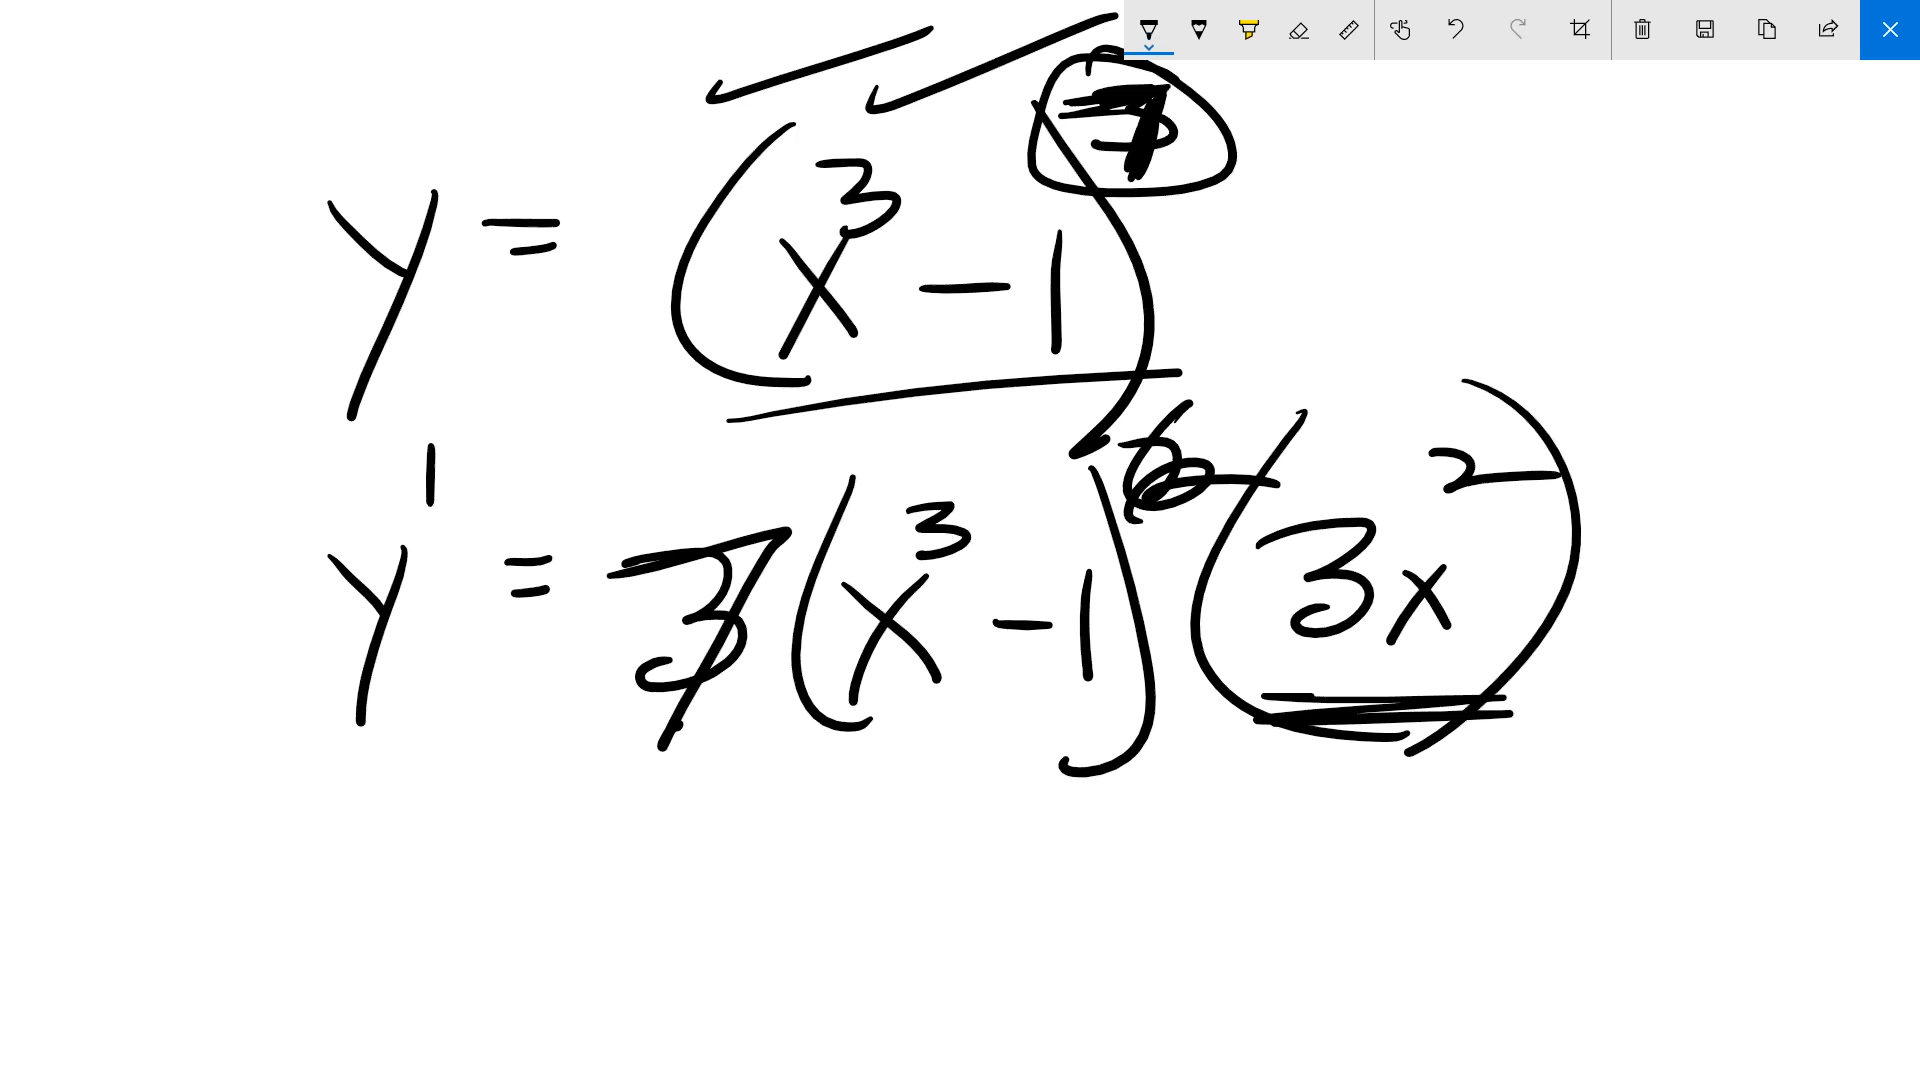 y = (x³ - 1)⁷
y' = 7(x³ - 1)⁶(3x²)